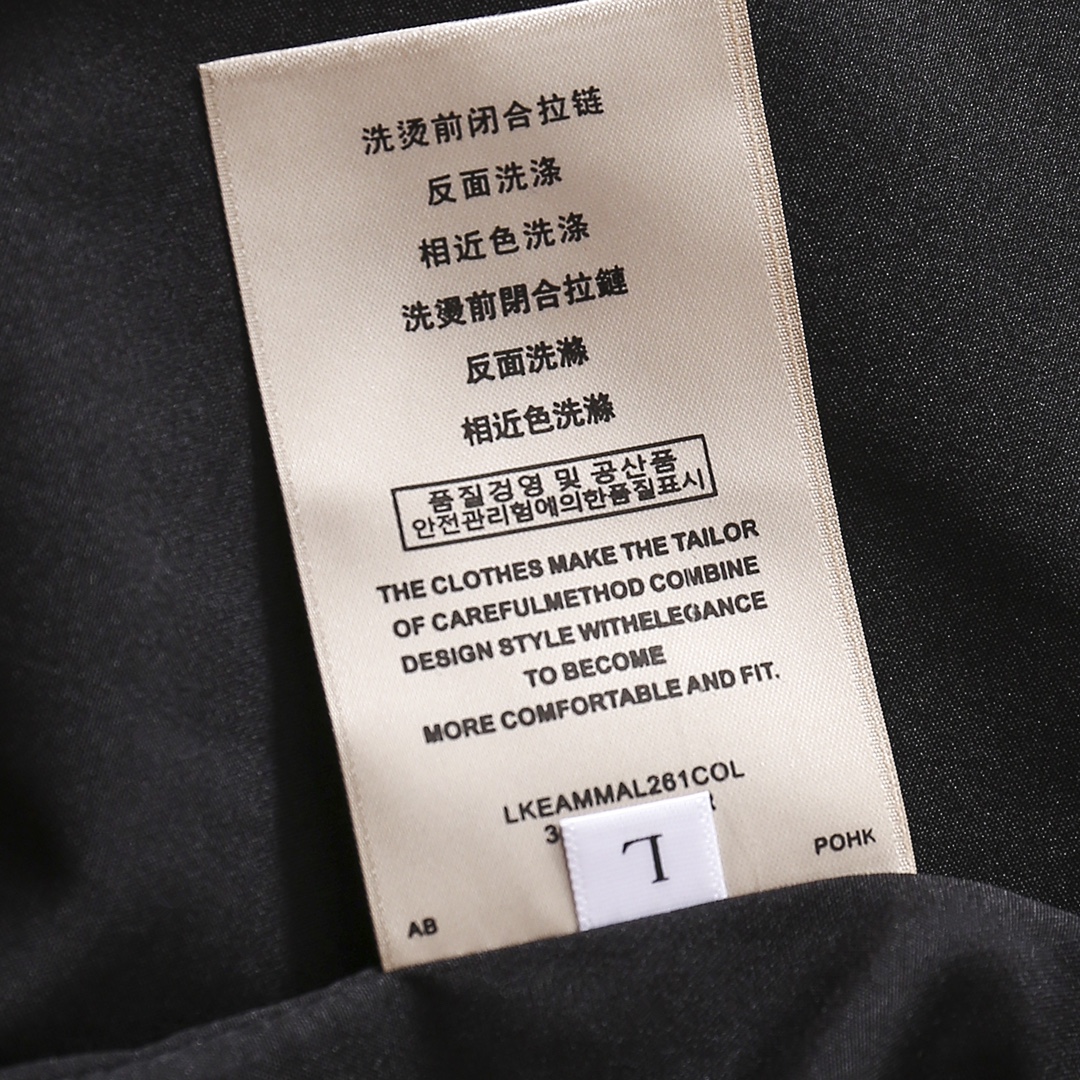 洗烫前闭合拉链
反面洗涤
相近色洗涤
洗燙前閉合拉鏈
反面洗滌
相近色洗滌
품질경영 및 공산품
안전관리험에의한품질표시
THE CLOTHES MAKE THE TAILOR
OF CAREFULMETHOD COMBINE
DESIGN STYLE WITHELEGANCE
TO BECOME
MORE COMFORTABLE AND FIT.
LKEAMMAL261COL
L
POHK
AB